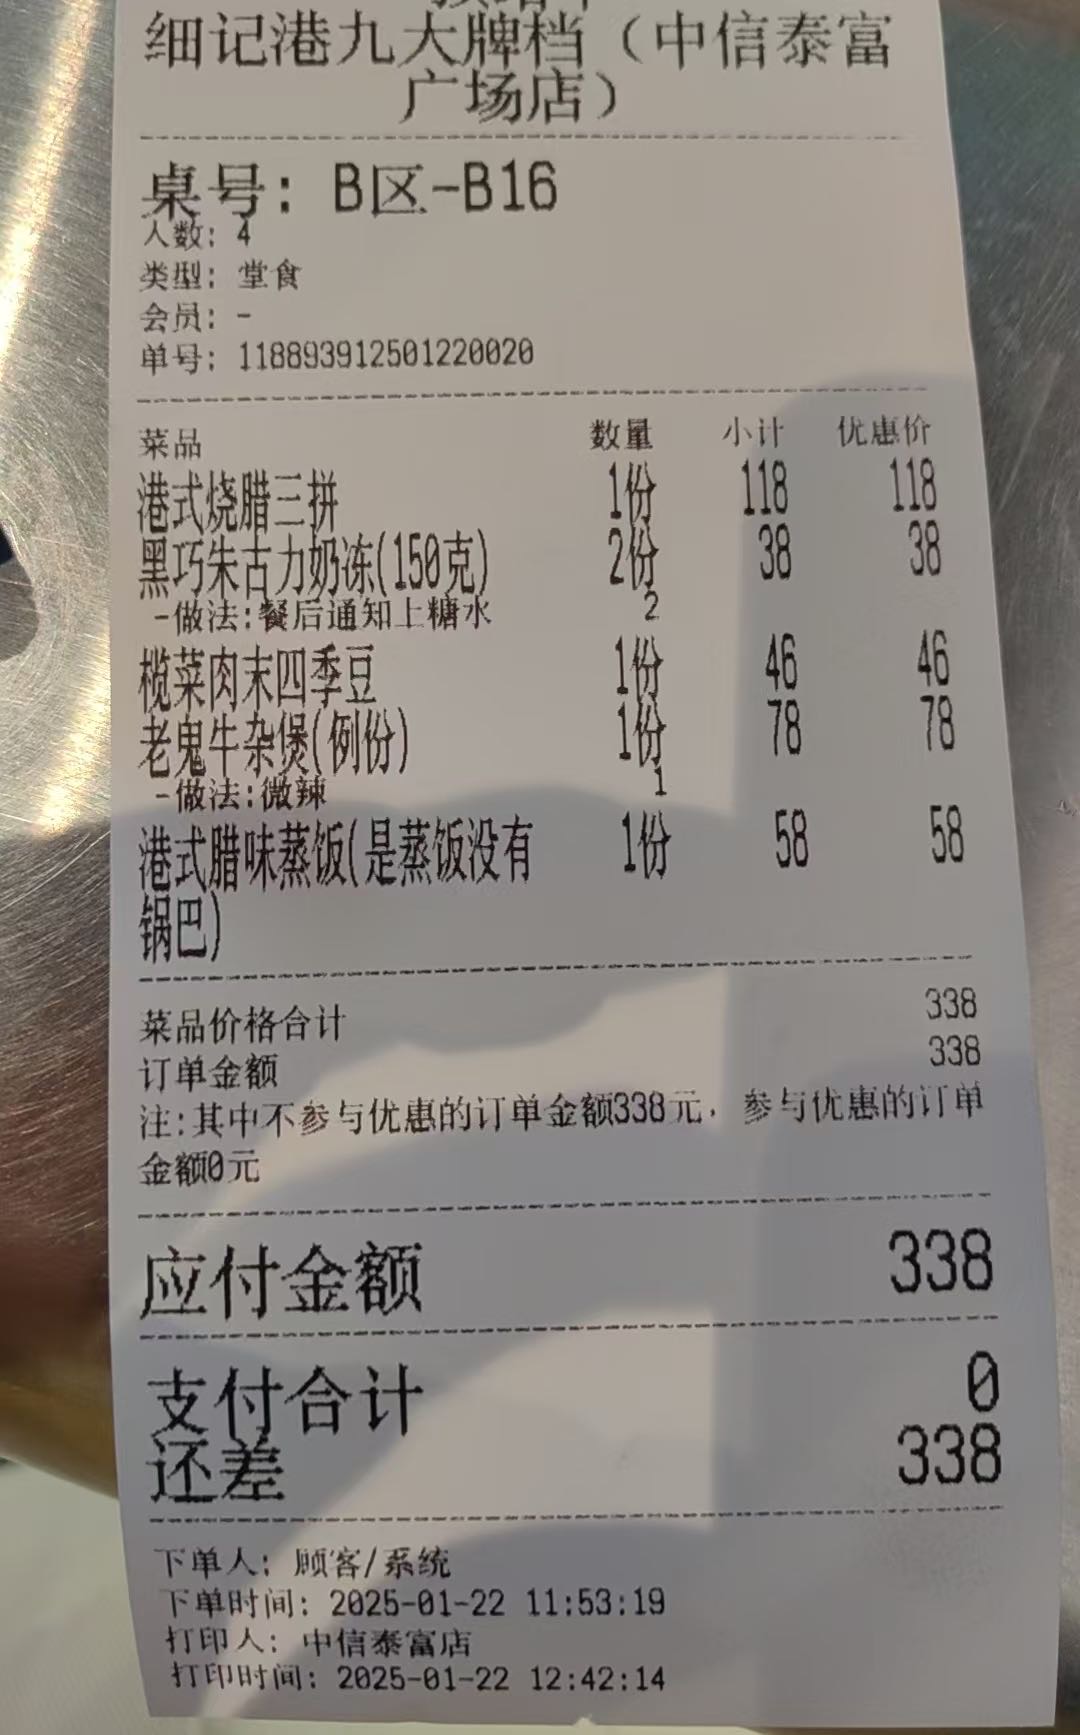 细记港九大牌档（中信泰富
广场店）
桌号: B区-B16
人数: 4
类型: 堂食
会员: -
单号: 118893912501220020
菜品 数量 小计 优惠价
港式烧腊三拼 1份 118 118
黑巧朱古力奶冻(150克) 2份 38 38
-做法:餐后通知上糖水 2
榄菜肉末四季豆 1份 46 46
老鬼牛杂煲(例份) 1份 78 78
-做法:微辣 1
港式腊味蒸饭(是蒸饭没有 1份 58 58
锅巴)
菜品价格合计 338
订单金额 338
注:其中不参与优惠的订单金额338元，参与优惠的订单
金额0元
应付金额 338
支付合计 0
还差 338
下单人: 顾客/系统
下单时间: 2025-01-22 11:53:19
打印人: 中信泰富店
打印时间: 2025-01-22 12:42:14